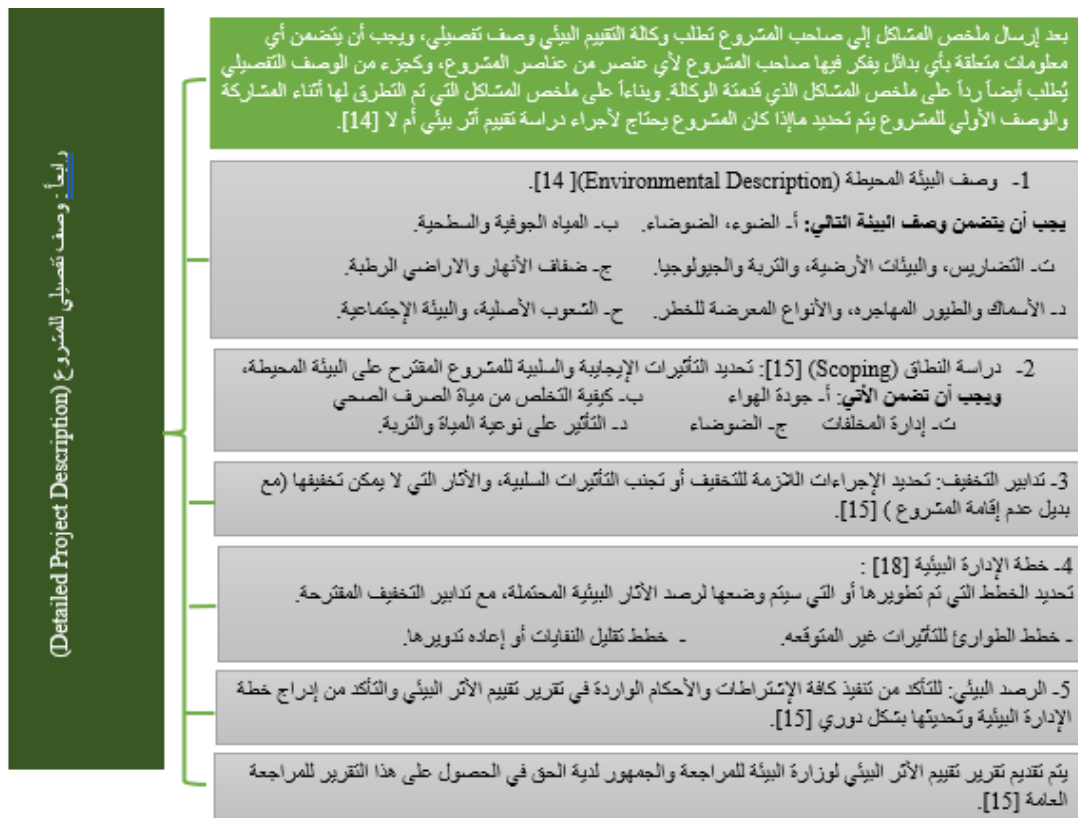 بعد إرسال ملخص المشاكل إلى صاحب المشروع تطلب وكالة التقييم البيئي وصف تفصيلي، ويجب أن يتضمن أي
معلومات متعلقة بأي بدائل يفكر فيها صاحب المشروع لأي عنصر من عناصر المشروع، وكجزء من الوصف التفصيلي
يُطلب أيضاً رداً على ملخص المشاكل الذي قدمتة الوكالة. وبناءاً على ملخص المشاكل التي تم التطرق لها أثناء المشاركة
والوصف الأولي للمشروع يتم تحديد ماإذا كان المشروع يحتاج لأجراء دراسة تقييم أثر بيئي أم لا [14].
رابعاً : وصف تفصيلي للمشروع (Detailed Project Description)
1- وصف البيئة المحيطة (Environmental Description)[ 14].
يجب أن يتضمن وصف البيئة التالي: أ- الضوء، الضوضاء. ب- المياه الجوفية والسطحية.
ت- التضاريس، والبيئات الأرضية، والتربة والجيولوجيا. ج- ضفاف الأنهار والاراضي الرطبة.
د- الأسماك والطيور المهاجره، والأنواع المعرضة للخطر. ح- الشعوب الأصلية، والبيئة الإجتماعية.
2- دراسة النطاق (Scoping) [15]: تحديد التأثيرات الإيجابية والسلبية للمشروع المقترح على البيئة المحيطة،
ويجب أن تضمن الأتي: أ- جودة الهواء ب- كيفية التخلص من مياة الصرف الصحي
ت- إدارة المخلفات ج- الضوضاء د- التأثير على نوعية المياة والتربة.
3- تدابير التخفيف: تحديد الإجراءات اللازمة للتخفيف أو تجنب التأثيرات السلبية، والأثار التي لا يمكن تخفيفها (مع
بديل عدم إقامة المشروع ) [15].
4- خطة الإدارة البيئية [18] :
تحديد الخطط التي تم تطويرها أو التي سيتم وضعها لرصد الأثار البيئية المحتملة، مع تدابير التخفيف المقترحة.
- خطط الطوارئ للتأثيرات غير المتوقعه. - خطط تقليل النفايات أو إعاده تدويرها.
5- الرصد البيئي: للتأكد من تنفيذ كافة الإشتراطات والأحكام الواردة في تقرير تقييم الأثر البيئي والتأكد من إدراج خطة
الإدارة البيئية وتحديثها بشكل دوري [15].
يتم تقديم تقرير تقييم الأثر البيئي لوزارة البيئة للمراجعة والجمهور لدية الحق في الحصول على هذا التقرير للمراجعة
العامة [15].